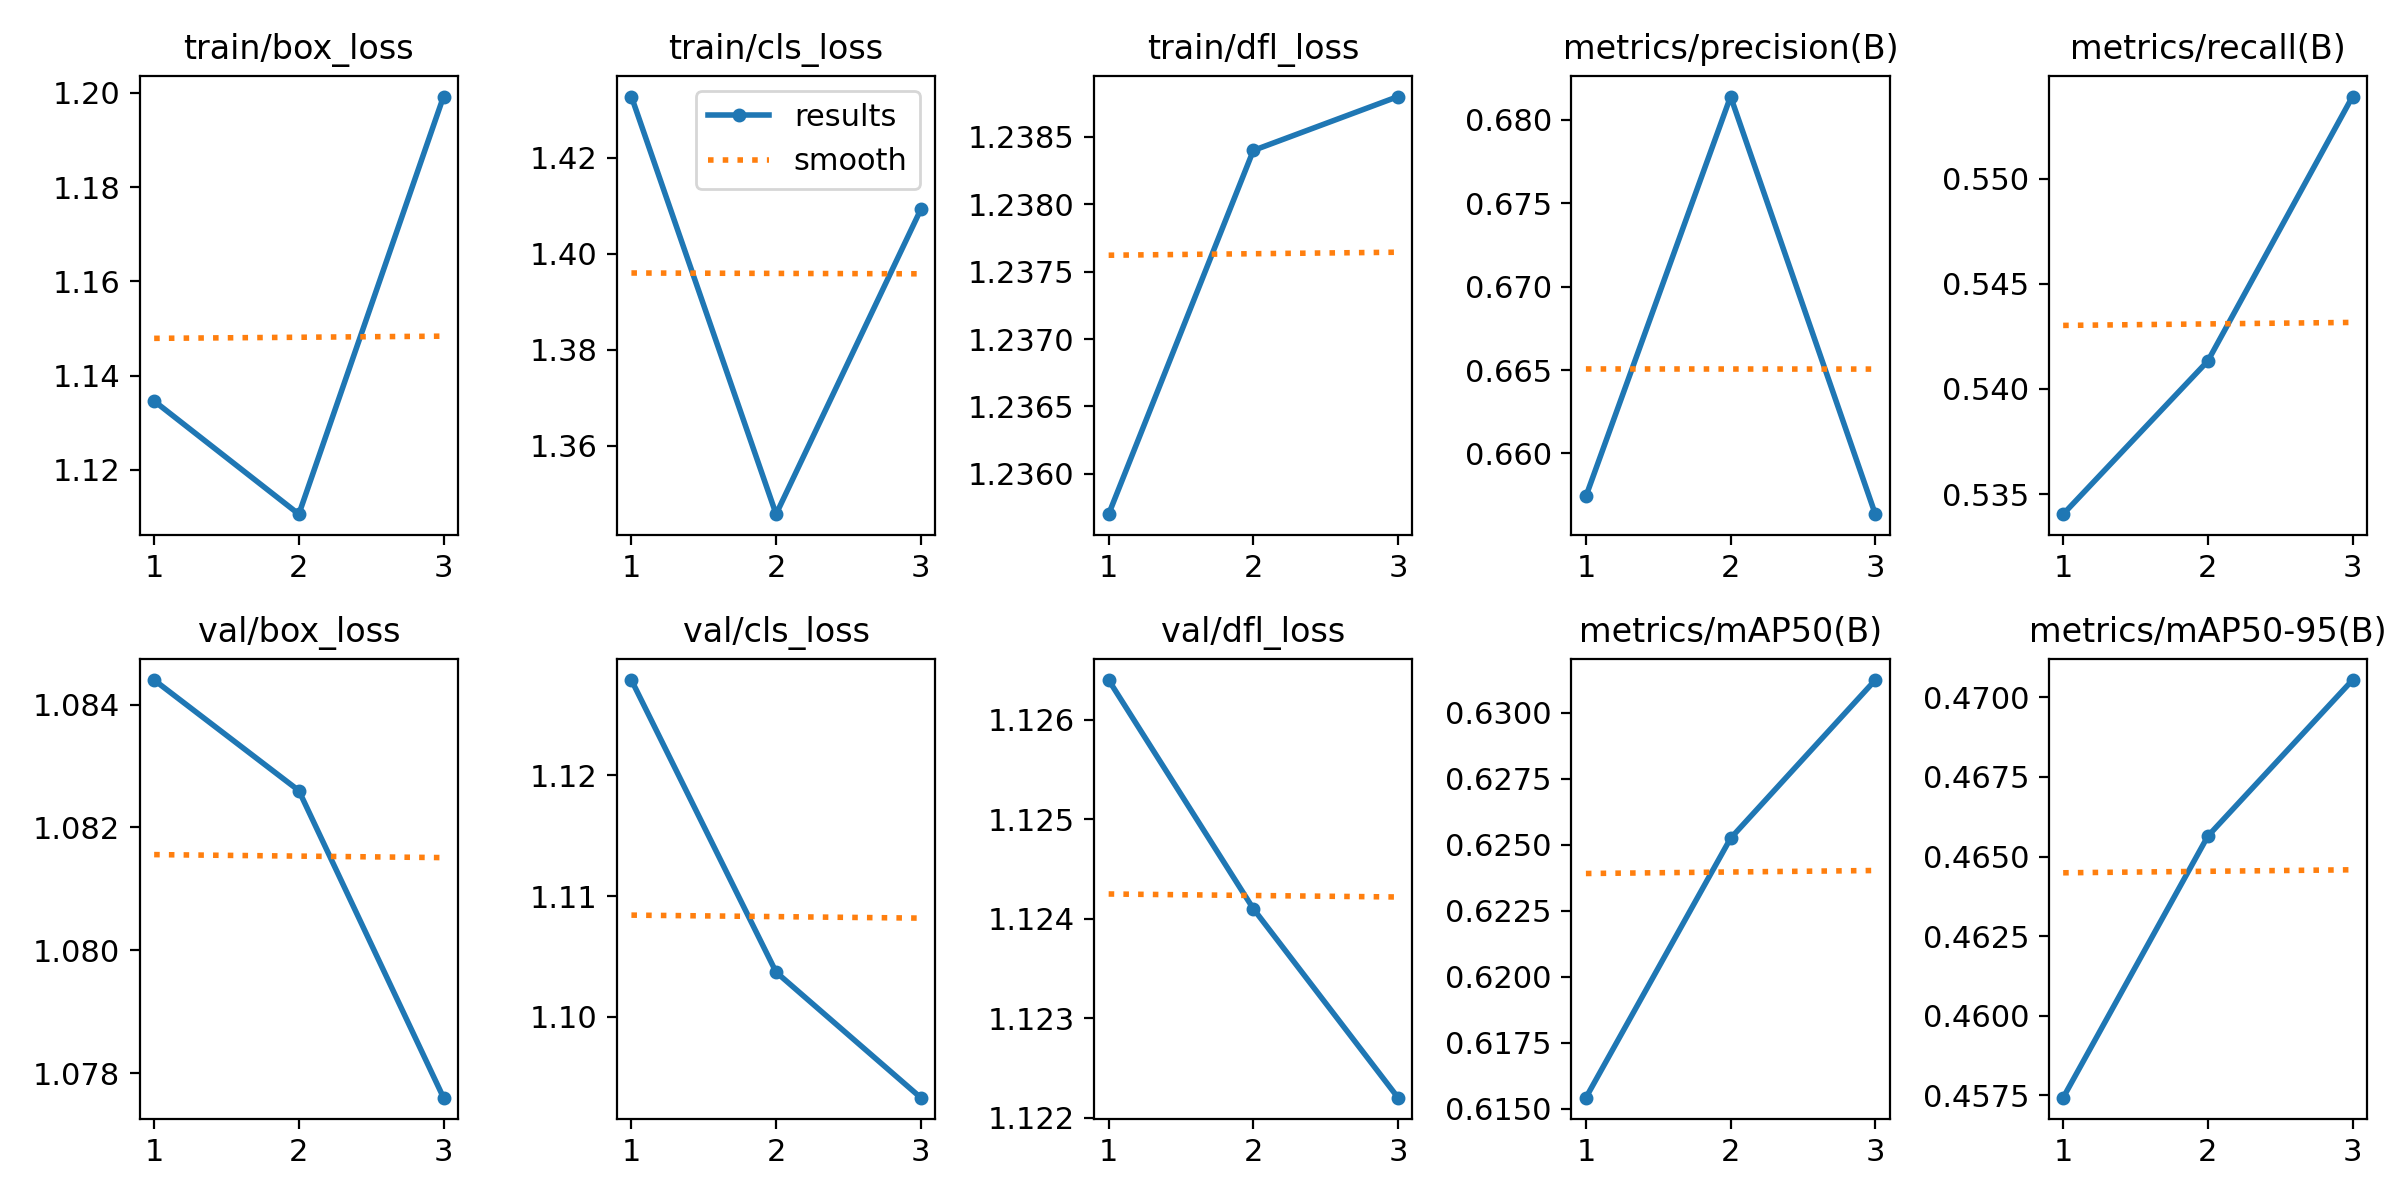 train/box_loss
1.20
1.18
1.16
1.14
1.12
1 2 3
train/cls_loss
results
smooth
1.42
1.40
1.38
1.36
1 2 3
train/dfl_loss
1.2385
1.2380
1.2375
1.2370
1.2365
1.2360
1 2 3
metrics/precision(B)
0.680
0.675
0.670
0.665
0.660
1 2 3
metrics/recall(B)
0.550
0.545
0.540
0.535
1 2 3
val/box_loss
1.084
1.082
1.080
1.078
1 2 3
val/cls_loss
1.12
1.11
1.10
1 2 3
val/dfl_loss
1.126
1.125
1.124
1.123
1.122
1 2 3
metrics/mAP50(B)
0.6300
0.6275
0.6250
0.6225
0.6200
0.6175
0.6150
1 2 3
metrics/mAP50-95(B)
0.4700
0.4675
0.4650
0.4625
0.4600
0.4575
1 2 3